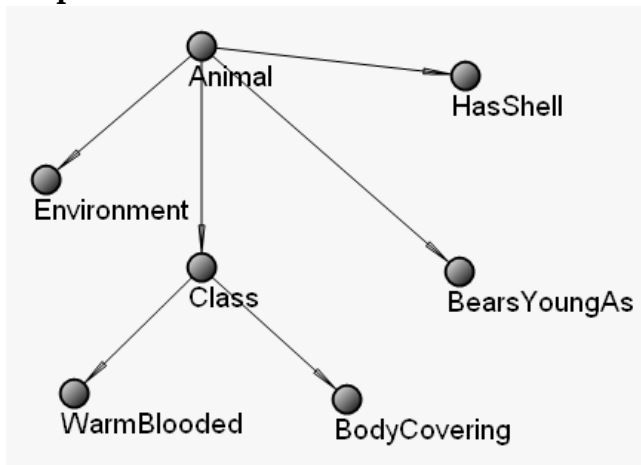 Animal
HasShell
Environment
Class
BearsYoungAs
WarmBlooded
BodyCovering